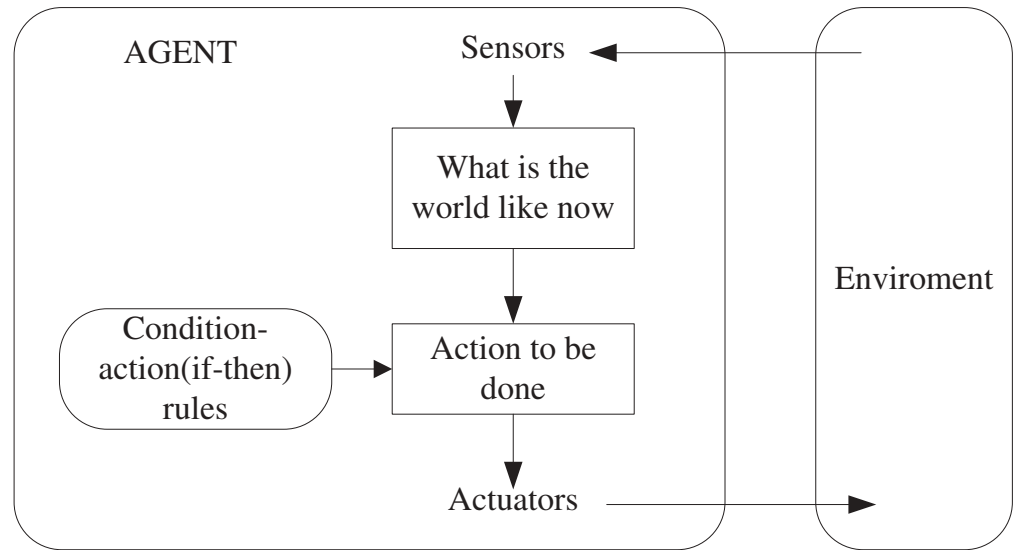 AGENT
Sensors
What is the
world like now
Enviroment
Condition-
action(if-then)
rules
Action to be
done
Actuators